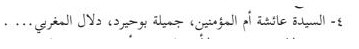 ٤- السيدة عائشة أم المؤمنين، جميلة بوحيرد، دلال المغربي... .